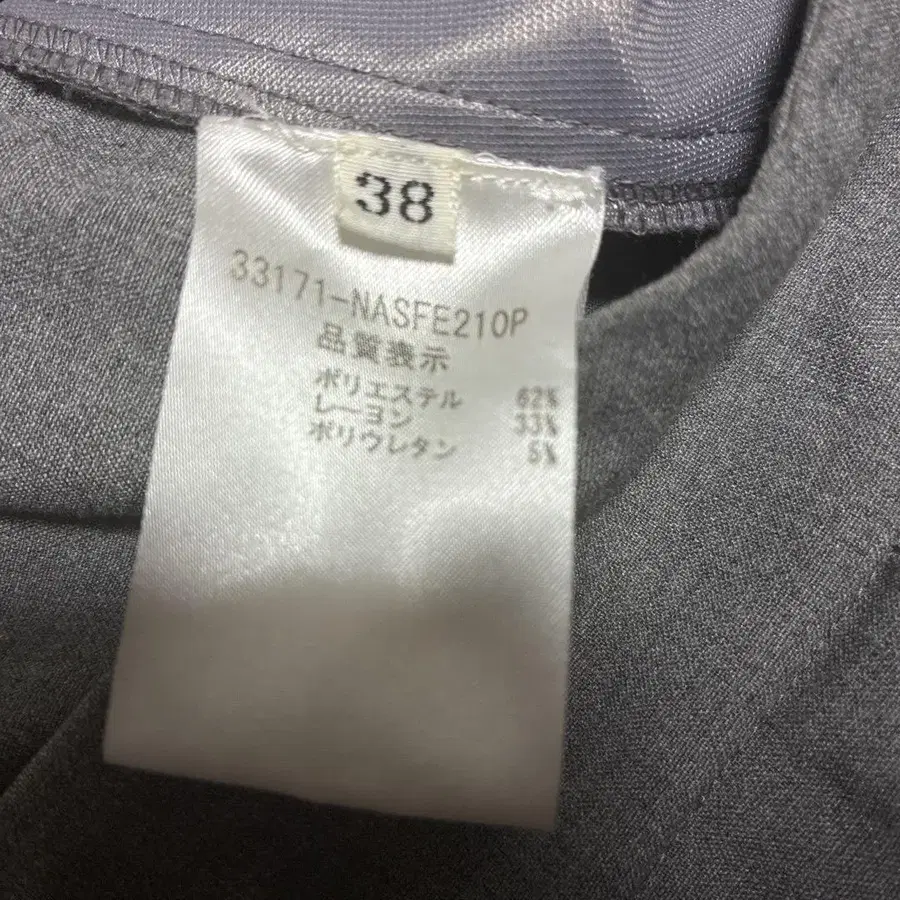 38
33171-NASFE210P
品質表示
ポリエステル 62%
レーヨン 33%
ポリウレタン 5%